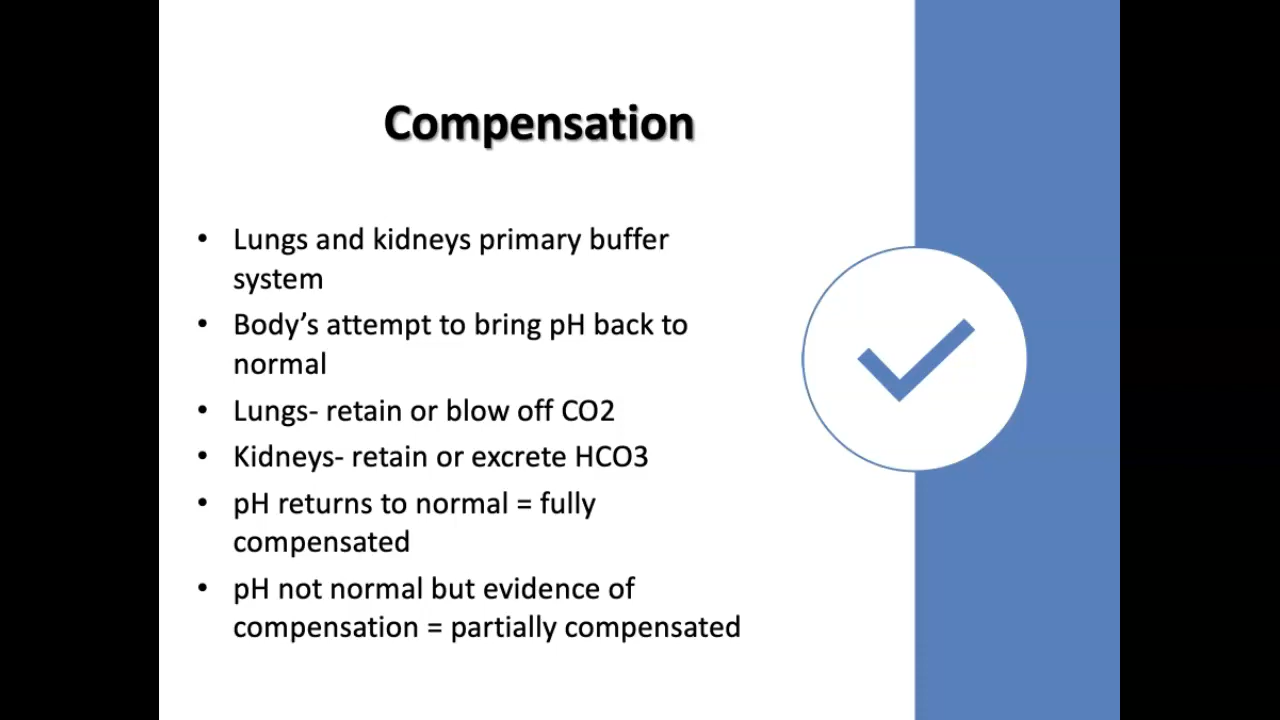 Compensation
• Lungs and kidneys primary buffer
system
• Body’s attempt to bring pH back to
normal
• Lungs- retain or blow off CO2
• Kidneys- retain or excrete HCO3
• pH returns to normal = fully
compensated
• pH not normal but evidence of
compensation = partially compensated